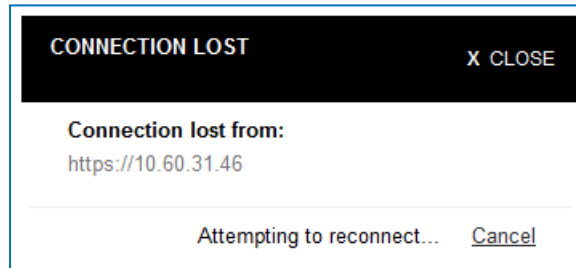 CONNECTION LOST
X CLOSE
Connection lost from:
https://10.60.31.46
Attempting to reconnect... Cancel